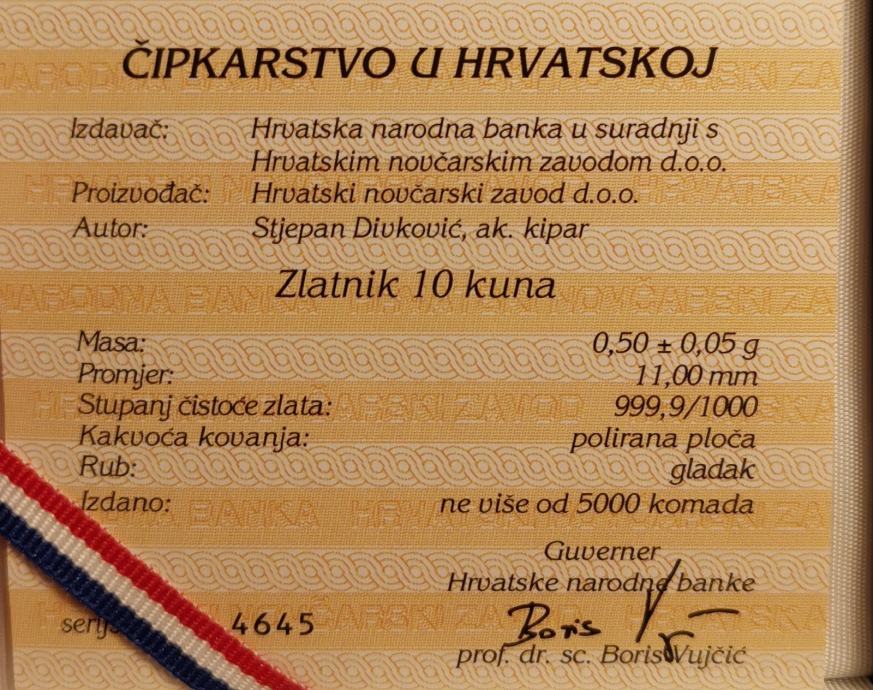 ČIPKARSTVO U HRVATSKOJ
Izdavač: Hrvatska narodna banka u suradnji s
Hrvatskim novčarskim zavodom d.o.o.
Proizvođač: Hrvatski novčarski zavod d.o.o.
Autor: Stjepan Divković, ak. kipar
Zlatnik 10 kuna
Masa: 0,50 ± 0,05 g
Promjer: 11,00 mm
Stupanj čistoće zlata: 999,9/1000
Kakvoća kovanja: polirana ploča
Rub: gladak
Izdano: ne više od 5000 komada
Guverner
Hrvatske narodne banke
4645
Boris
prof. dr. sc. Boris Vujčić